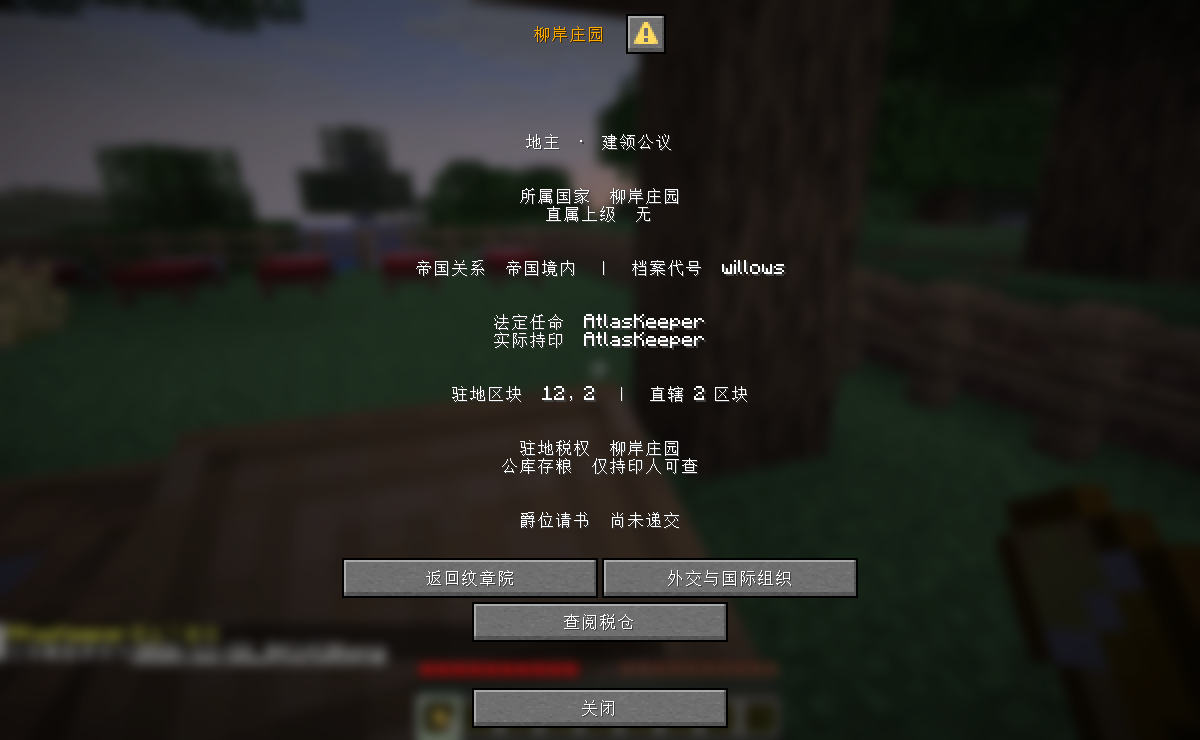 柳岸庄园
地主 · 建领公议
所属国家 柳岸庄园
直属上级 无
帝国关系 帝国境内 | 档案代号 willows
法定任命 AtlasKeeper
实际持印 AtlasKeeper
驻地区块 12, 2 | 直辖 2 区块
驻地税权 柳岸庄园
公库存粮 仅持印人可查
爵位请书 尚未递交
返回纹章院 外交与国际组织
查阅税仓
关闭